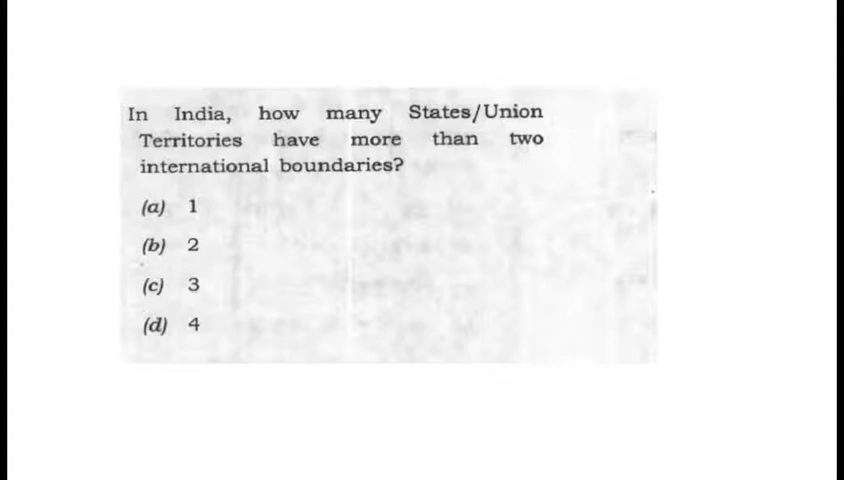 In India, how many States/Union
Territories have more than two
international boundaries?
(a) 1
(b) 2
(c) 3
(d) 4